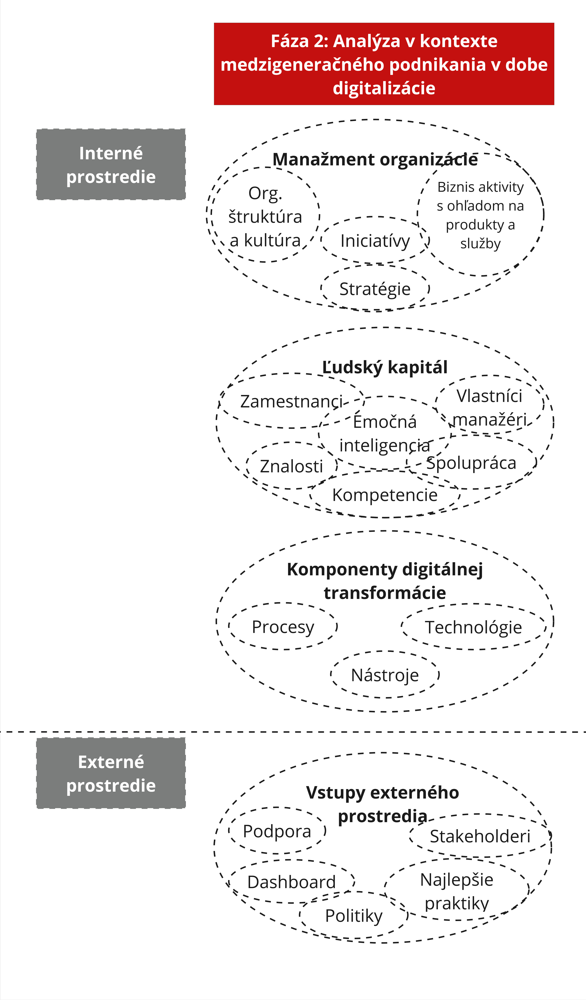 Fáza 2: Analýza v kontexte
medzigeneračného podnikania v dobe
digitalizácie
Interné
prostredie
Manažment organizácie
Org.
štruktúra
a kultúra
Biznis aktivity
s ohľadom na
produkty a
služby
Iniciatívy
Stratégie
Ľudský kapitál
Zamestnanci
Vlastníci
manažéri
Emočná
inteligencia
Znalosti
Spolupráca
Kompetencie
Komponenty digitálnej
transformácie
Procesy
Technológie
Nástroje
Externé
prostredie
Vstupy externého
prostredia
Podpora
Stakeholderi
Dashboard
Najlepšie
praktiky
Politiky